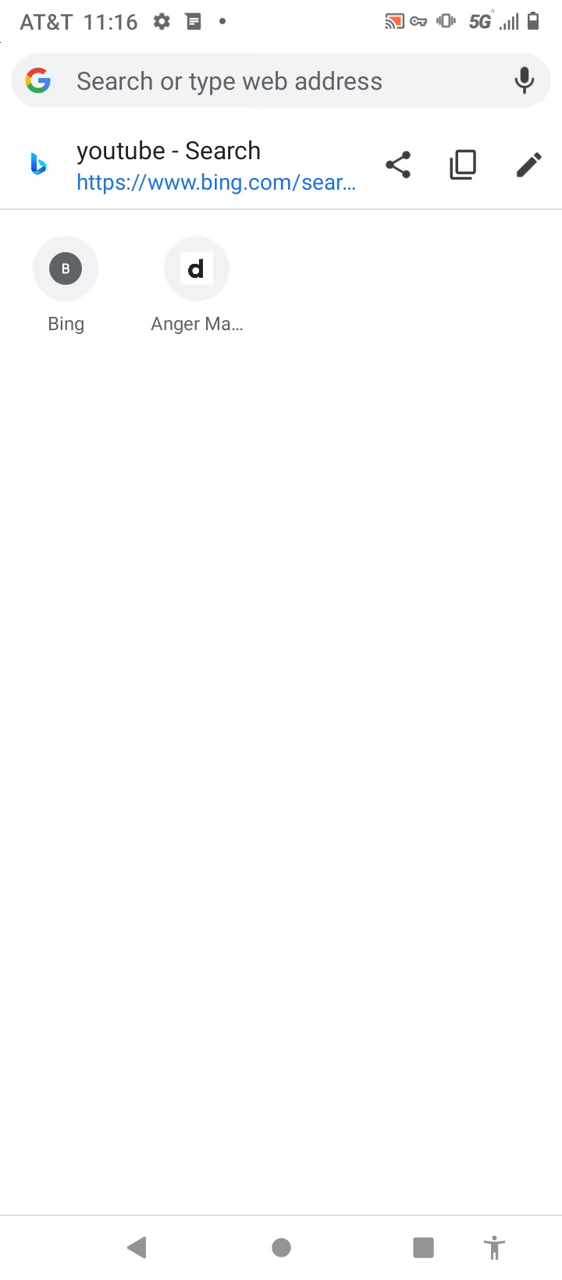 AT&T 11:16 5G
Search or type web address
youtube - Search
https://www.bing.com/sear...
B
d
Bing
Anger Ma...